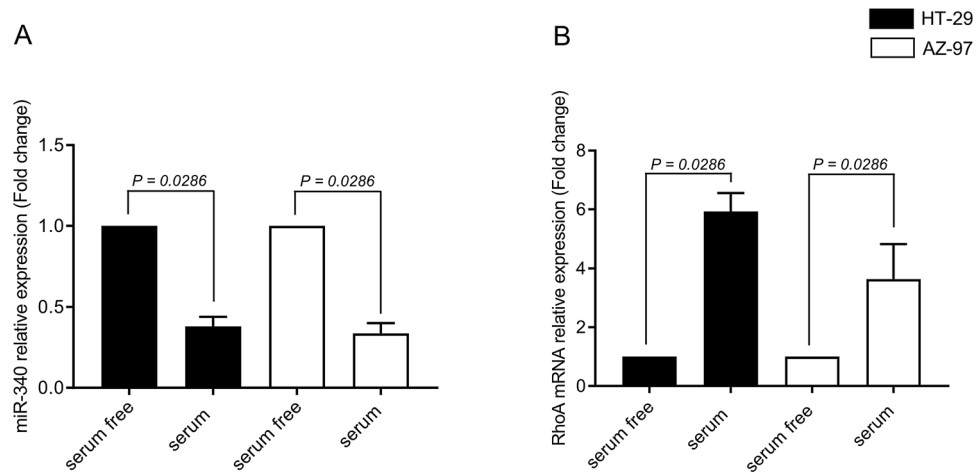 A
miR-340 relative expression (Fold change)
1.5
1.0
0.5
0.0
P = 0.0286
P = 0.0286
serum free
serum
serum free
serum
B
HT-29
AZ-97
RhoA mRNA relative expression (Fold change)
8
6
4
2
0
P = 0.0286
P = 0.0286
serum free
serum
serum free
serum